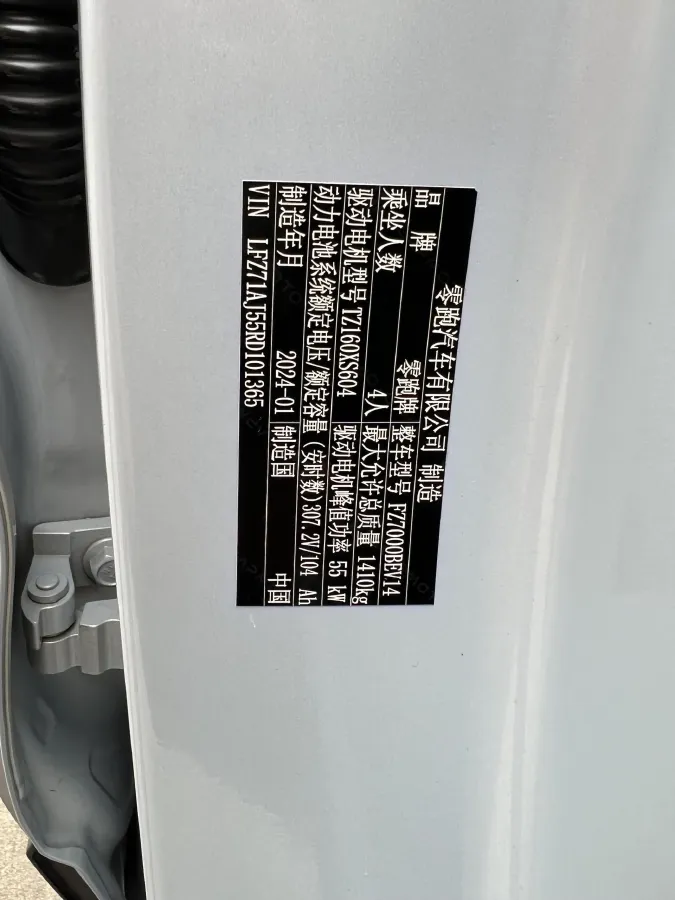 零跑汽车有限公司 制造
品牌 零跑牌 整车型号 FZ7000BEV14
乘坐人数 4人 最大允许总质量 1410kg
驱动电机型号 TZ160XS604 驱动电机峰值功率 55 kW
动力电池系统额定电压/额定容量(安时数)307.2V/104 Ah
制造年月 2024-01 制造国 中国
VIN LFZ71AJ55RD101365